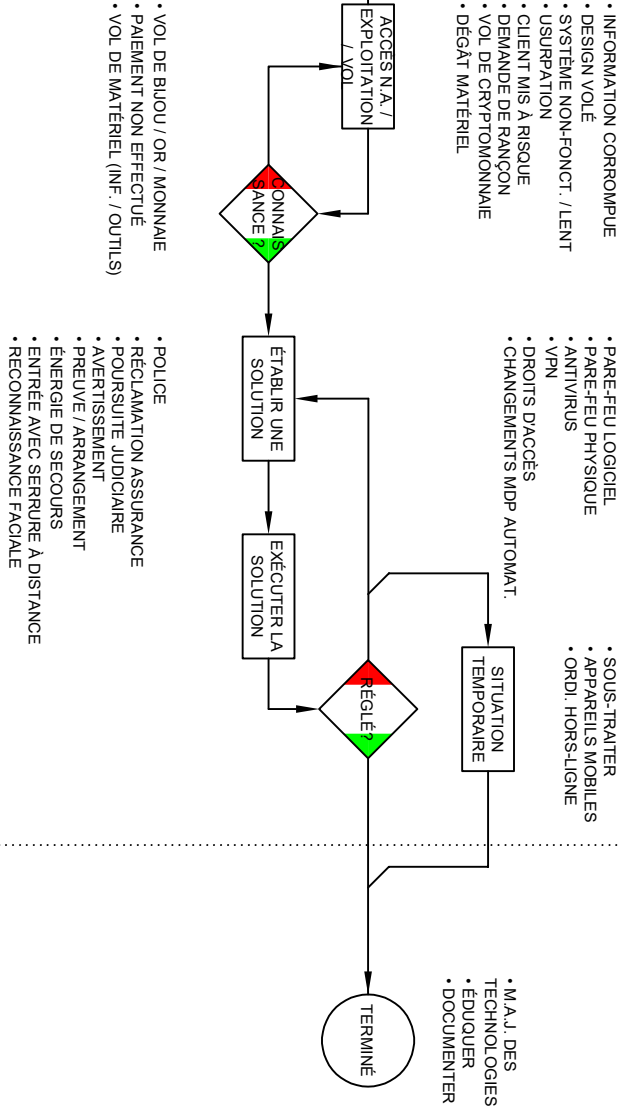 • INFORMATION CORROMPUE
• DESIGN VOLÉ
• SYSTÈME NON-FONCT. / LENT
• USURPATION
• CLIENT MIS À RISQUE
• DEMANDE DE RANÇON
• VOL DE CRYPTOMONNAIE
• DÉGÂT MATÉRIEL
• PARE-FEU LOGICIEL
• PARE-FEU PHYSIQUE
• ANTIVIRUS
• VPN
• DROITS D'ACCÈS
• CHANGEMENTS MDP AUTOMAT.
• SOUS-TRAITER
• APPAREILS MOBILES
• ORDI. HORS-LIGNE
• M.A.J. DES
TECHNOLOGIES
• ÉDUQUER
• DOCUMENTER
ACCÈS N.A. /
EXPLOITATION
/ VOL
CONNAIS
SANCE ?
ÉTABLIR UNE
SOLUTION
EXÉCUTER LA
SOLUTION
RÉGLÉ?
SITUATION
TEMPORAIRE
TERMINÉ
• VOL DE BIJOU / OR / MONNAIE
• PAIEMENT NON EFFECTUÉ
• VOL DE MATÉRIEL (INF. / OUTILS)
• POLICE
• RÉCLAMATION ASSURANCE
• POURSUITE JUDICIAIRE
• AVERTISSEMENT
• PREUVE / ARRANGEMENT
• ÉNERGIE DE SECOURS
• ENTRÉE AVEC SERRURE À DISTANCE
• RECONNAISSANCE FACIALE